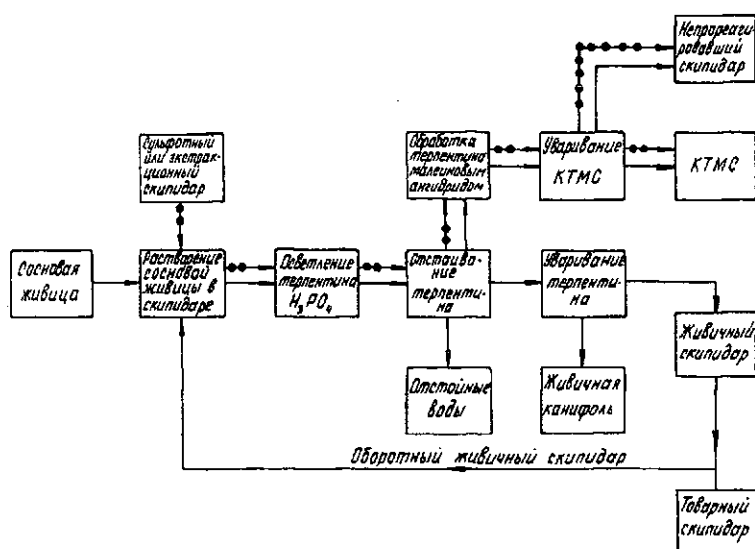 Непрореаги-
ровавший
скипидар
Сульфатный
или экстрак-
ционный
скипидар
Обработка
терпентина
малеиновым
ангидридом
Уваривание
КТМС
КТМС
Сосновая
живица
Растворение
сосновой
живицы в
скипидаре
Осветление
терпентина
H₃PO₄
Отстаива-
ние
терпенти-
на
Уваривание
терпенти-
на
Живичный
скипидар
Отстойные
воды
Живичная
канифоль
Оборотный живичный скипидар
Товарный
скипидар